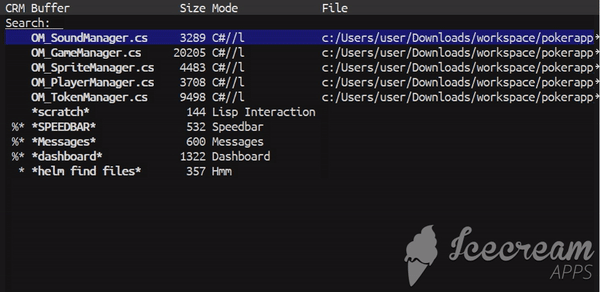 CRM Buffer Size Mode File
Search:
OM_SoundManager.cs 3289 C#//l c:/Users/user/Downloads/workspace/pokerapp*
OM_GameManager.cs 20205 C#//l c:/Users/user/Downloads/workspace/pokerapp*
OM_SpriteManager.cs 4483 C#//l c:/Users/user/Downloads/workspace/pokerapp*
OM_PlayerManager.cs 3708 C#//l c:/Users/user/Downloads/workspace/pokerapp*
OM_TokenManager.cs 9498 C#//l c:/Users/user/Downloads/workspace/pokerapp*
*scratch* 144 Lisp Interaction
%* *SPEEDBAR* 532 Speedbar
%* *Messages* 600 Messages
%* *dashboard* 1322 Dashboard
* *helm find files* 357 Hmm
Icecream
APPS